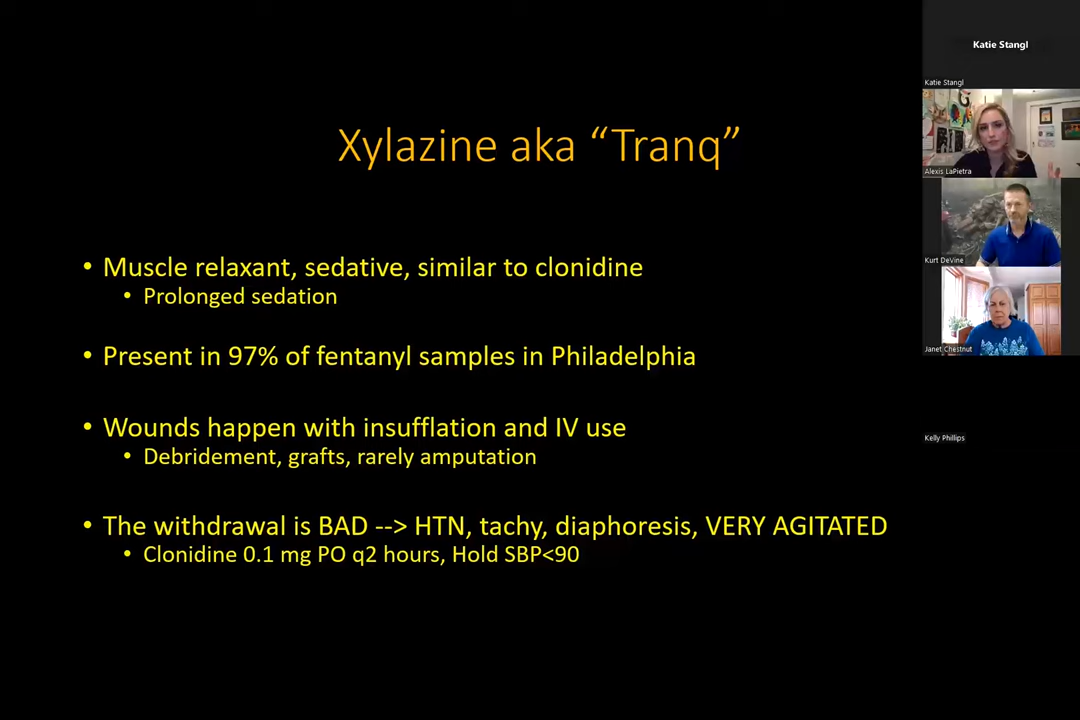 Katie Stangl
Katie Stangl
Xylazine aka “Tranq”
Alexis LaPietra
• Muscle relaxant, sedative, similar to clonidine
• Prolonged sedation
Kurt DeVine
• Present in 97% of fentanyl samples in Philadelphia
Janet Chestnut
• Wounds happen with insufflation and IV use
• Debridement, grafts, rarely amputation
Kelly Phillips
• The withdrawal is BAD --> HTN, tachy, diaphoresis, VERY AGITATED
• Clonidine 0.1 mg PO q2 hours, Hold SBP<90